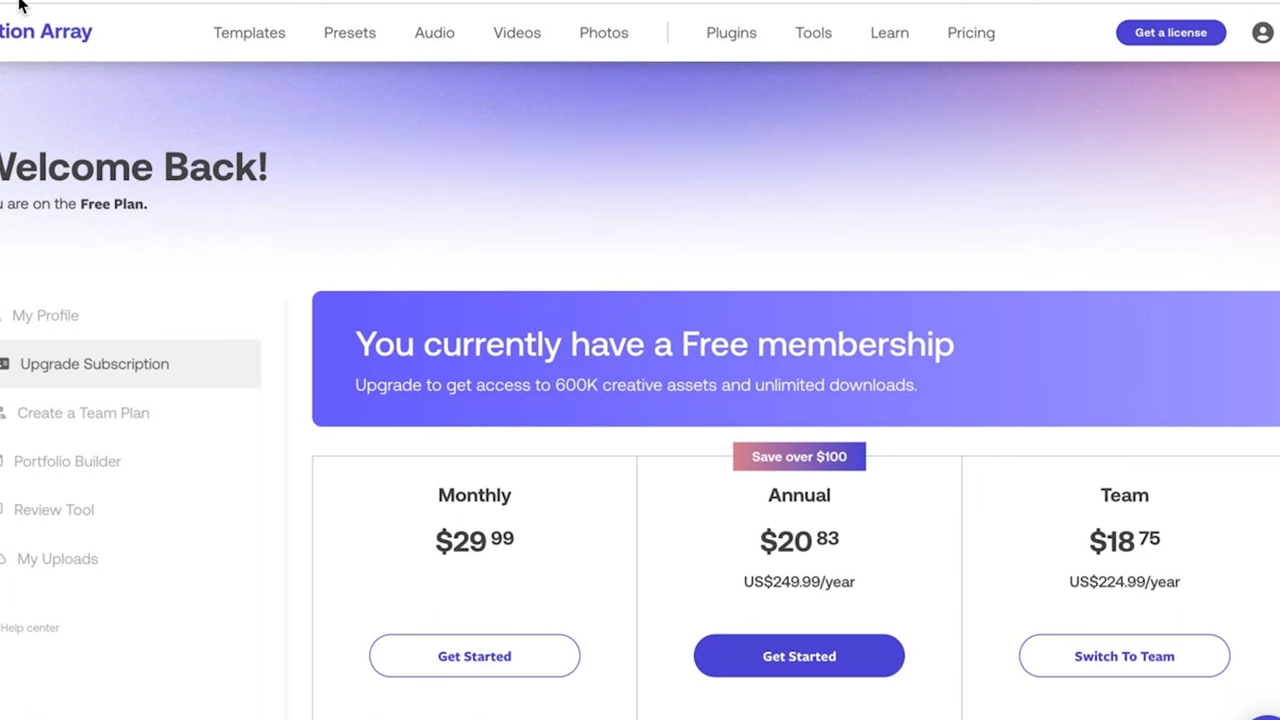 tion Array
Templates Presets Audio Videos Photos Plugins Tools Learn Pricing Get a license
Welcome Back!
u are on the Free Plan.
My Profile
Upgrade Subscription
Create a Team Plan
Portfolio Builder
Review Tool
My Uploads
Help center
You currently have a Free membership
Upgrade to get access to 600K creative assets and unlimited downloads.
Save over $100
Monthly Annual Team
$29 99 $20 83 $18 75
US$249.99/year US$224.99/year
Get Started Get Started Switch To Team